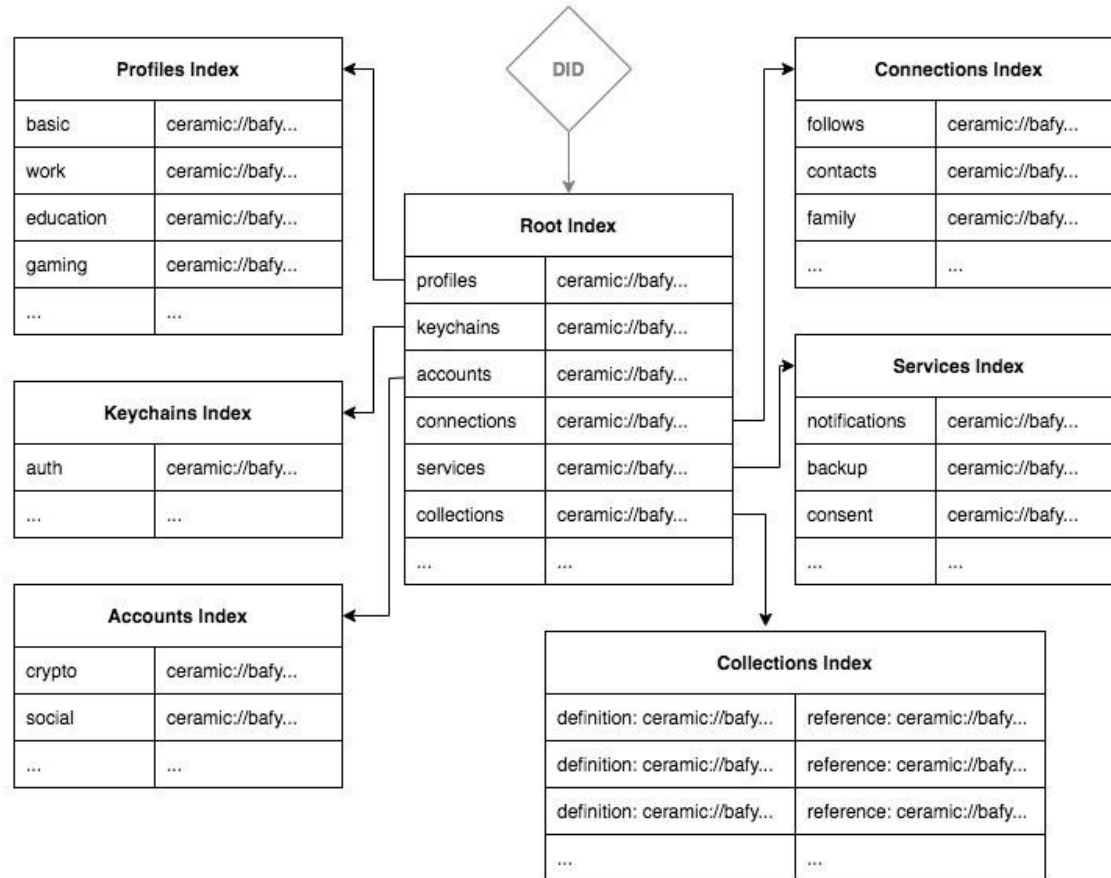 DID
Profiles Index
basic ceramic://bafy...
work ceramic://bafy...
education ceramic://bafy...
gaming ceramic://bafy...
... ...
Keychains Index
auth ceramic://bafy...
... ...
Accounts Index
crypto ceramic://bafy...
social ceramic://bafy...
... ...
Root Index
profiles ceramic://bafy...
keychains ceramic://bafy...
accounts ceramic://bafy...
connections ceramic://bafy...
services ceramic://bafy...
collections ceramic://bafy...
... ...
Connections Index
follows ceramic://bafy...
contacts ceramic://bafy...
family ceramic://bafy...
... ...
Services Index
notifications ceramic://bafy...
backup ceramic://bafy...
consent ceramic://bafy...
... ...
Collections Index
definition: ceramic://bafy... reference: ceramic://bafy...
definition: ceramic://bafy... reference: ceramic://bafy...
definition: ceramic://bafy... reference: ceramic://bafy...
... ...